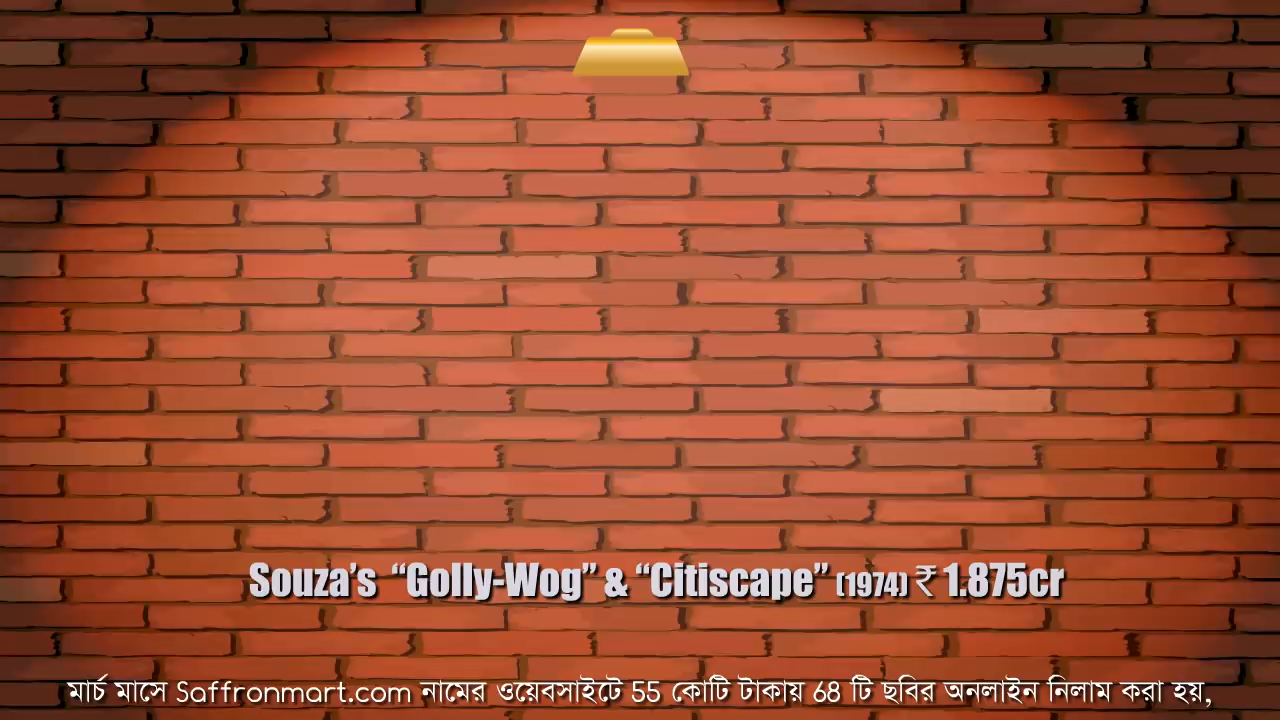 Souza’s “Golly-Wog” & “Citiscape” (1974) ₹ 1.875cr
মার্চ মাসে Saffronmart.com নামের ওয়েবসাইটে 55 কোটি টাকায় 68 টি ছবির অনলাইন নিলাম করা হয়,